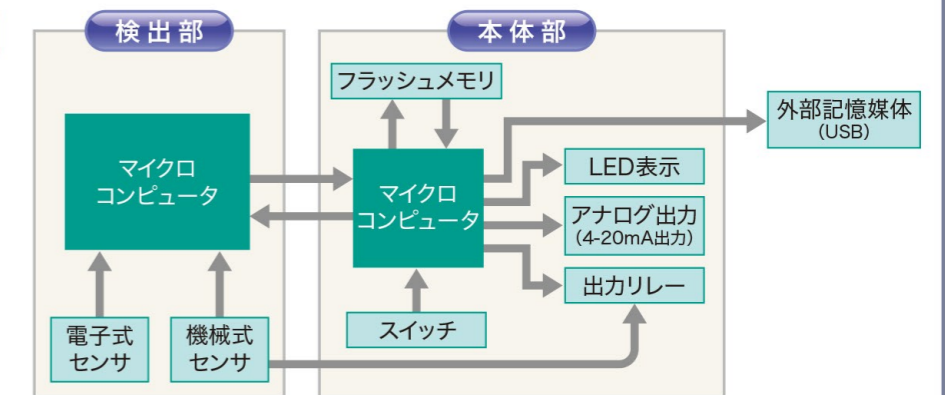 検出部
本体部
フラッシュメモリ
外部記憶媒体
(USB)
マイクロ
コンピュータ
マイクロ
コンピュータ
LED表示
アナログ出力
(4-20mA出力)
出力リレー
電子式
センサ
機械式
センサ
スイッチ